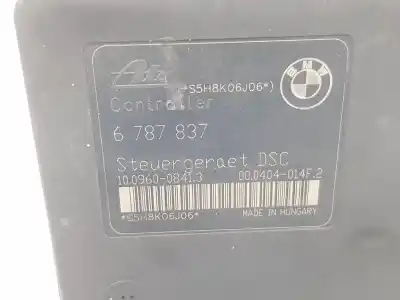 Ate
*S5H8K06J06*)
BMW
Controller
6 787 837
Steuergeraet DSC
10.0960-0841.3
00.0404-014F.2
*S5H8K06J06*
MADE IN HUNGARY